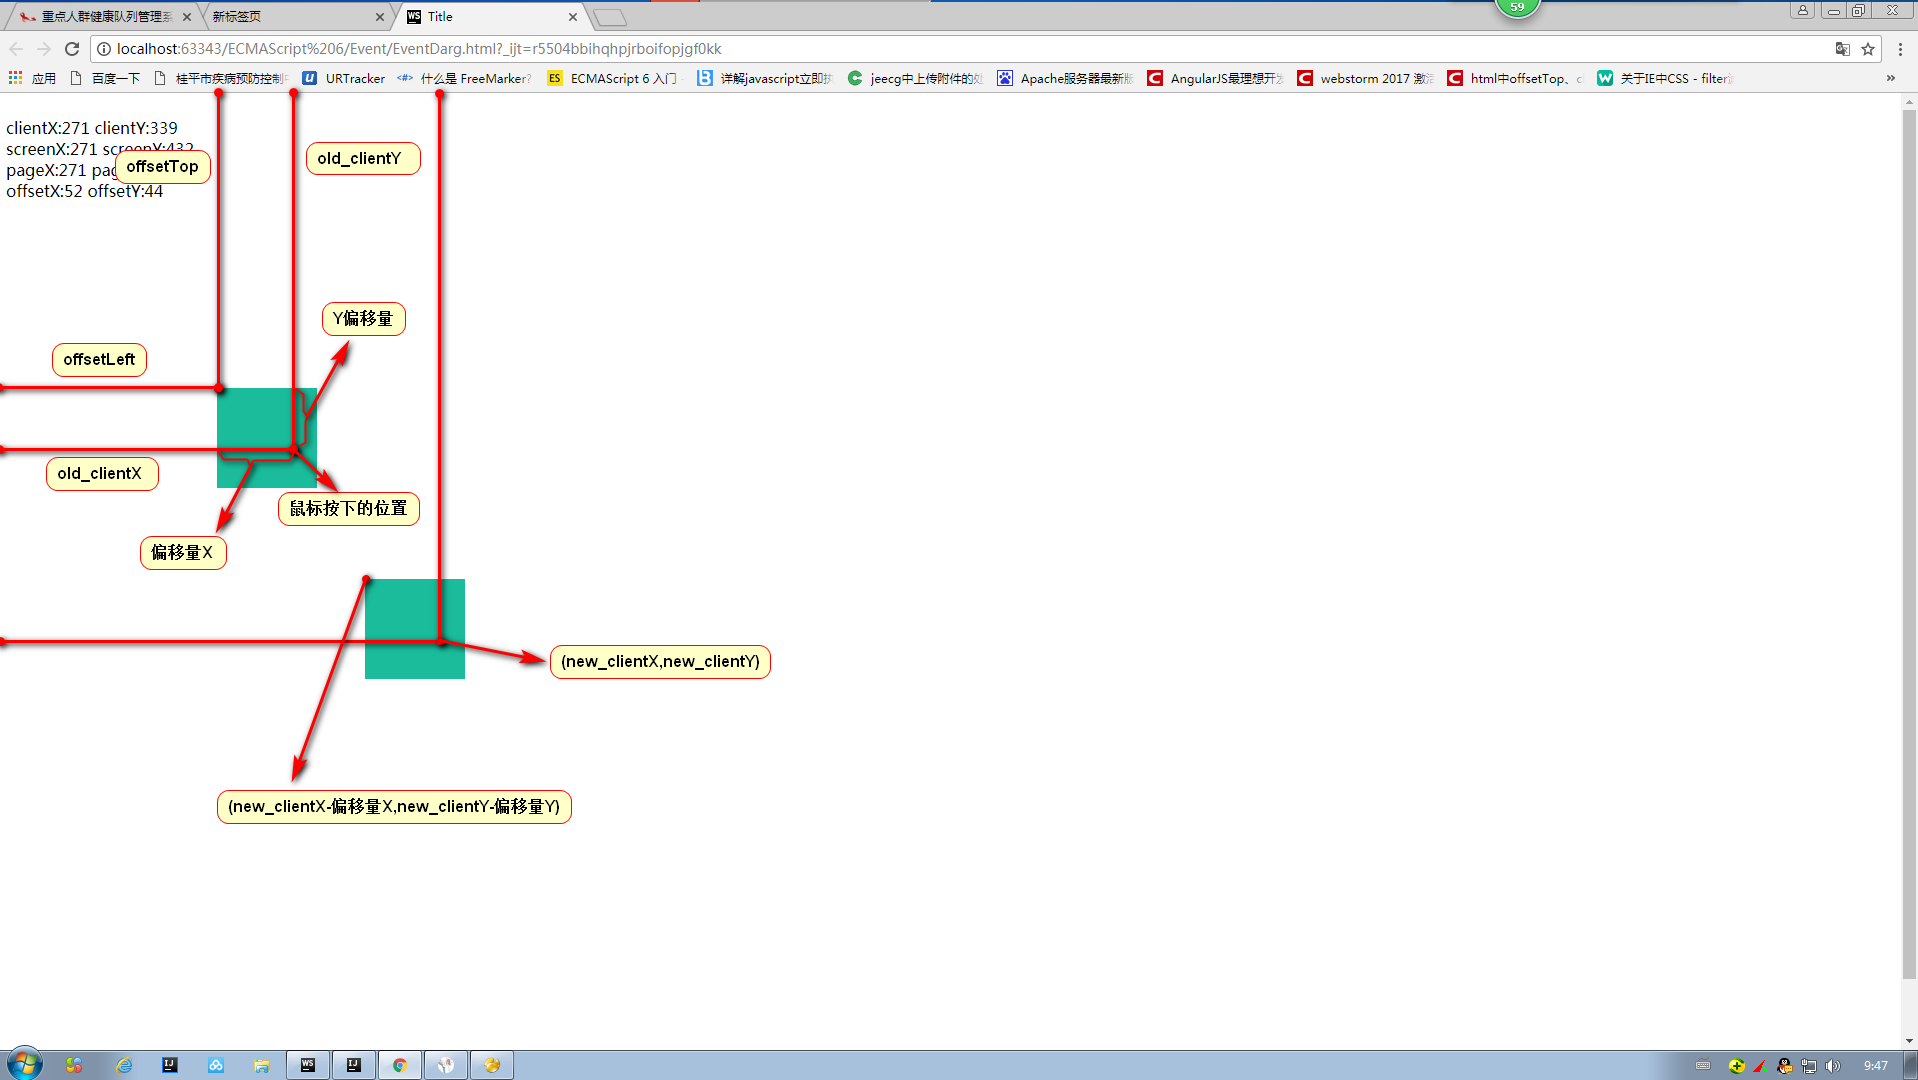 59
重点人群健康队列管理系
新标签页
Title
localhost:63343/ECMAScript%206/Event/EventDarg.html?_ijt=r5504bbihqhpjrboifopjgf0kk
应用
百度一下
桂平市疾病预防控制中
URTracker
什么是 FreeMarker?
ECMAScript 6 入门
详解javascript立即执
jeecg中上传附件的处
Apache服务器最新版
AngularJS最理想开发
webstorm 2017 激活
html中offsetTop、c
关于IE中CSS - filter滤
»
clientX:271 clientY:339
screenX:271 screenY:432
pageX:271 pag
offsetX:52 offsetY:44
offsetTop
old_clientY
Y偏移量
offsetLeft
old_clientX
鼠标按下的位置
偏移量X
(new_clientX,new_clientY)
(new_clientX-偏移量X,new_clientY-偏移量Y)
9:47